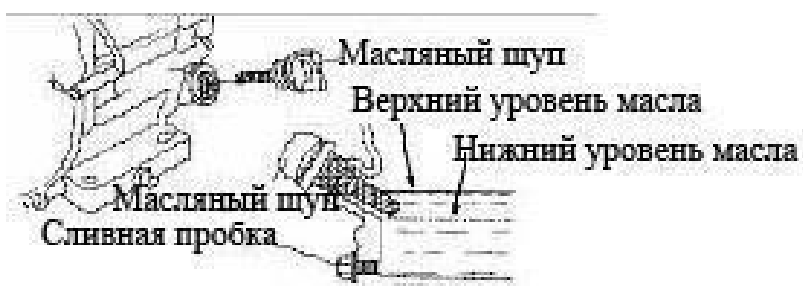 Масляный щуп
Верхний уровень масла
Нижний уровень масла
Масляный щуп
Сливная пробка